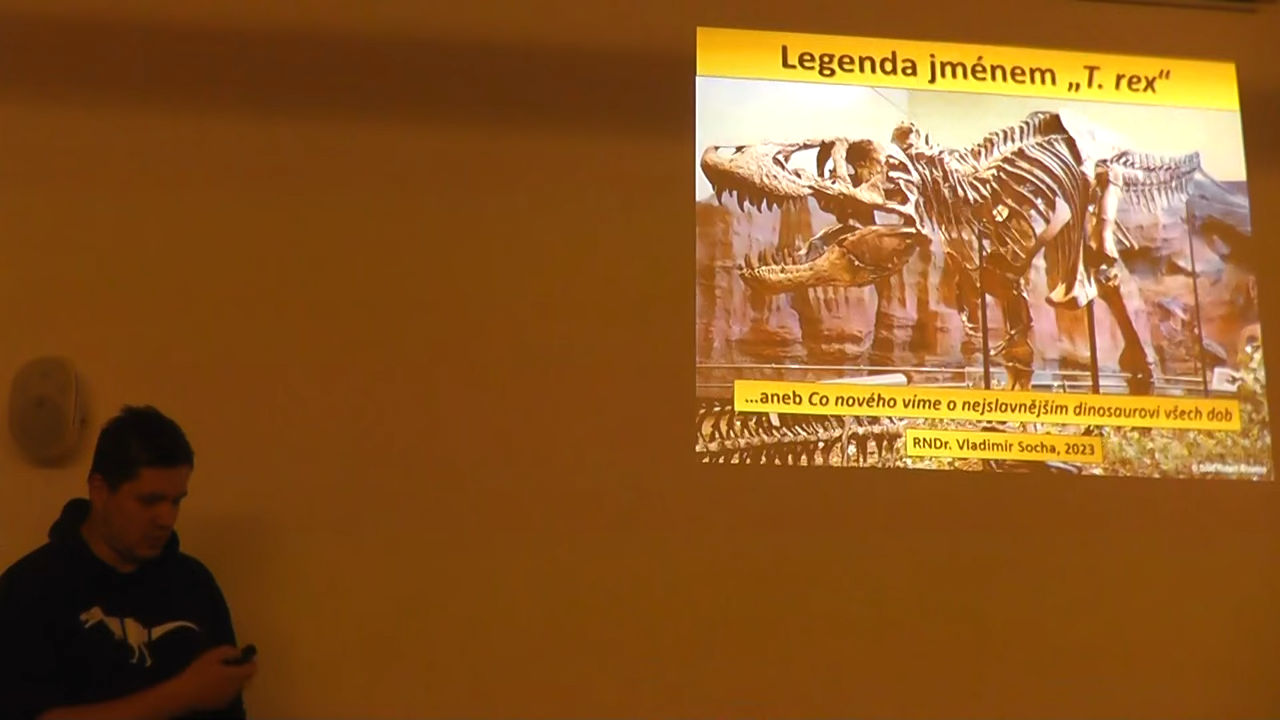 Legenda jménem „T. rex“
...aneb Co nového víme o nejslavnějším dinosaurovi všech dob
RNDr. Vladimír Socha, 2023